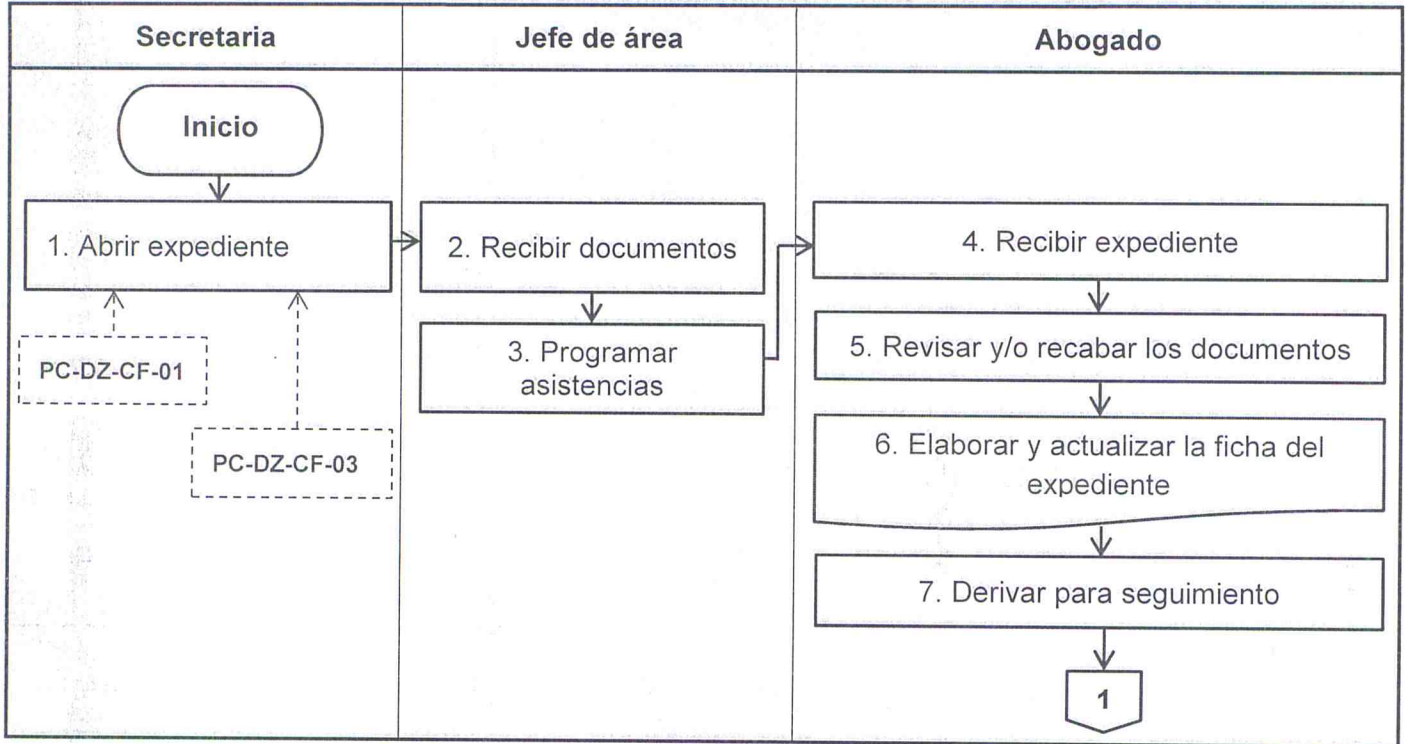 Secretaria
Jefe de área
Abogado
Inicio
1. Abrir expediente
PC-DZ-CF-01
PC-DZ-CF-03
2. Recibir documentos
3. Programar
asistencias
4. Recibir expediente
5. Revisar y/o recabar los documentos
6. Elaborar y actualizar la ficha del
expediente
7. Derivar para seguimiento
1